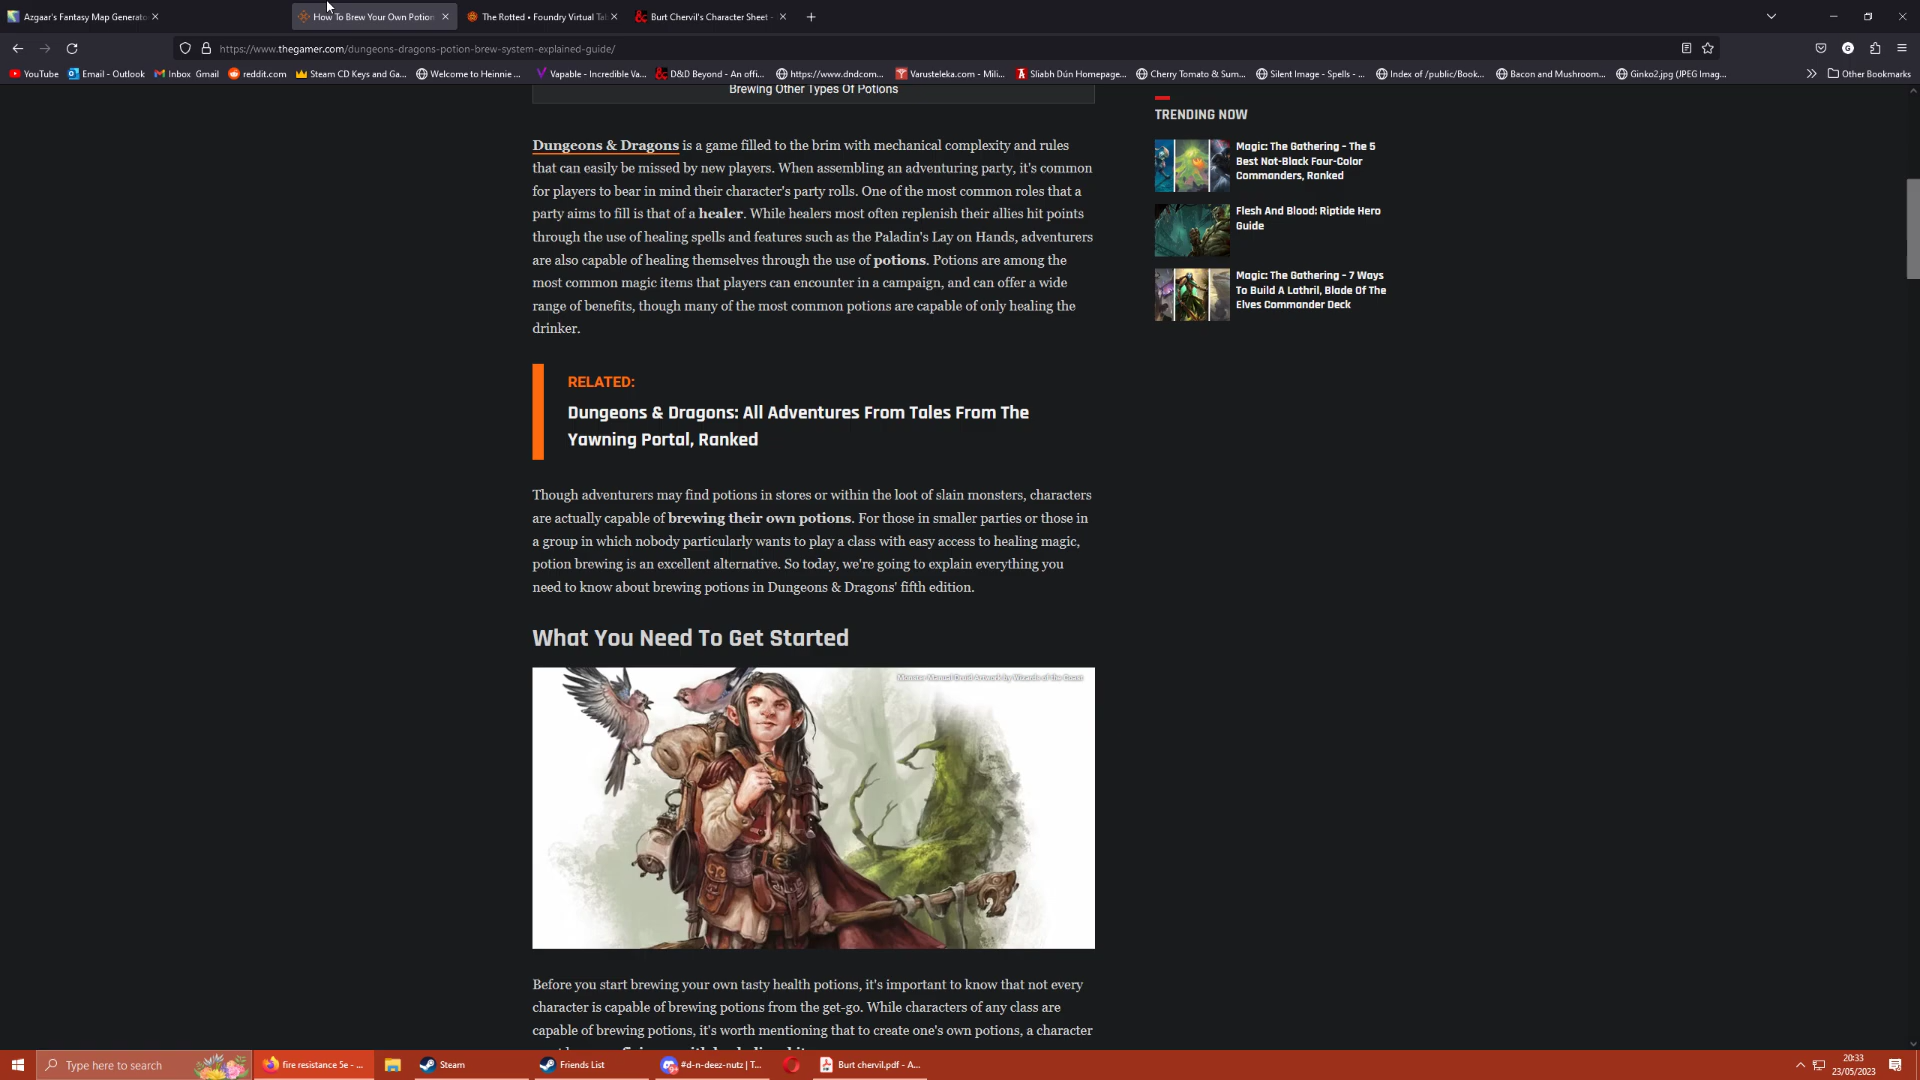 Azgaar's Fantasy Map Generato
How To Brew Your Own Potion
The Rotted • Foundry Virtual Ta
Burt Chervil's Character Sheet -
https://www.thegamer.com/dungeons-dragons-potion-brew-system-explained-guide/
YouTube
Email - Outlook
Inbox Gmail
reddit.com
Steam CD Keys and Ga...
Welcome to Heinnie ...
Vapable - Incredible Va...
D&D Beyond - An offi...
https://www.dndcom...
Varusteleka.com - Mili...
Sliabh Dún Homepage...
Cherry Tomato & Sum...
Silent Image - Spells - ...
Index of /public/Book...
Bacon and Mushroom...
Ginko2.jpg (JPEG Imag...
Other Bookmarks
Brewing Other Types Of Potions
Dungeons & Dragons is a game filled to the brim with mechanical complexity and rules
that can easily be missed by new players. When assembling an adventuring party, it's common
for players to bear in mind their character's party rolls. One of the most common roles that a
party aims to fill is that of a healer. While healers most often replenish their allies hit points
through the use of healing spells and features such as the Paladin's Lay on Hands, adventurers
are also capable of healing themselves through the use of potions. Potions are among the
most common magic items that players can encounter in a campaign, and can offer a wide
range of benefits, though many of the most common potions are capable of only healing the
drinker.
RELATED:
Dungeons & Dragons: All Adventures From Tales From The
Yawning Portal, Ranked
Though adventurers may find potions in stores or within the loot of slain monsters, characters
are actually capable of brewing their own potions. For those in smaller parties or those in
a group in which nobody particularly wants to play a class with easy access to healing magic,
potion brewing is an excellent alternative. So today, we're going to explain everything you
need to know about brewing potions in Dungeons & Dragons' fifth edition.
What You Need To Get Started
Monster Manual Druid Artwork by Wizards of the Coast
Before you start brewing your own tasty health potions, it's important to know that not every
character is capable of brewing potions from the get-go. While characters of any class are
capable of brewing potions, it's worth mentioning that to create one's own potions, a character
TRENDING NOW
Magic: The Gathering - The 5
Best Not-Black Four-Color
Commanders, Ranked
Flesh And Blood: Riptide Hero
Guide
Magic: The Gathering - 7 Ways
To Build A Lathril, Blade Of The
Elves Commander Deck
Type here to search
fire resistance 5e - ...
Steam
Friends List
#d-n-deez-nutz | T...
Burt chervil.pdf - A...
20:33
23/05/2023